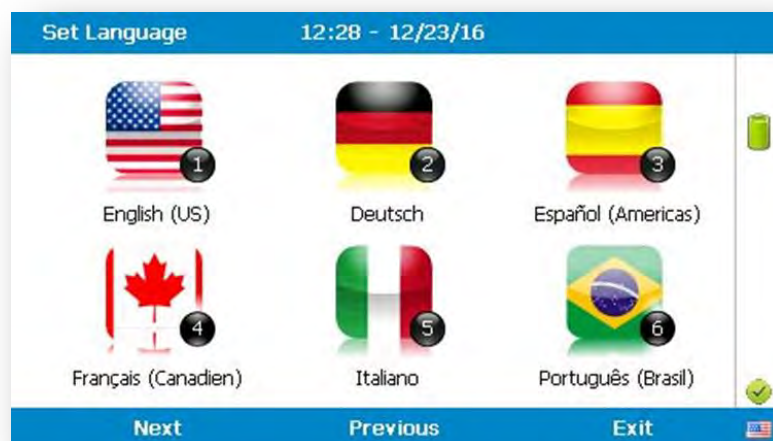 Set Language 12:28 - 12/23/16
1 2 3
English (US) Deutsch Español (Americas)
4 5 6
Français (Canadien) Italiano Português (Brasil)
Next Previous Exit